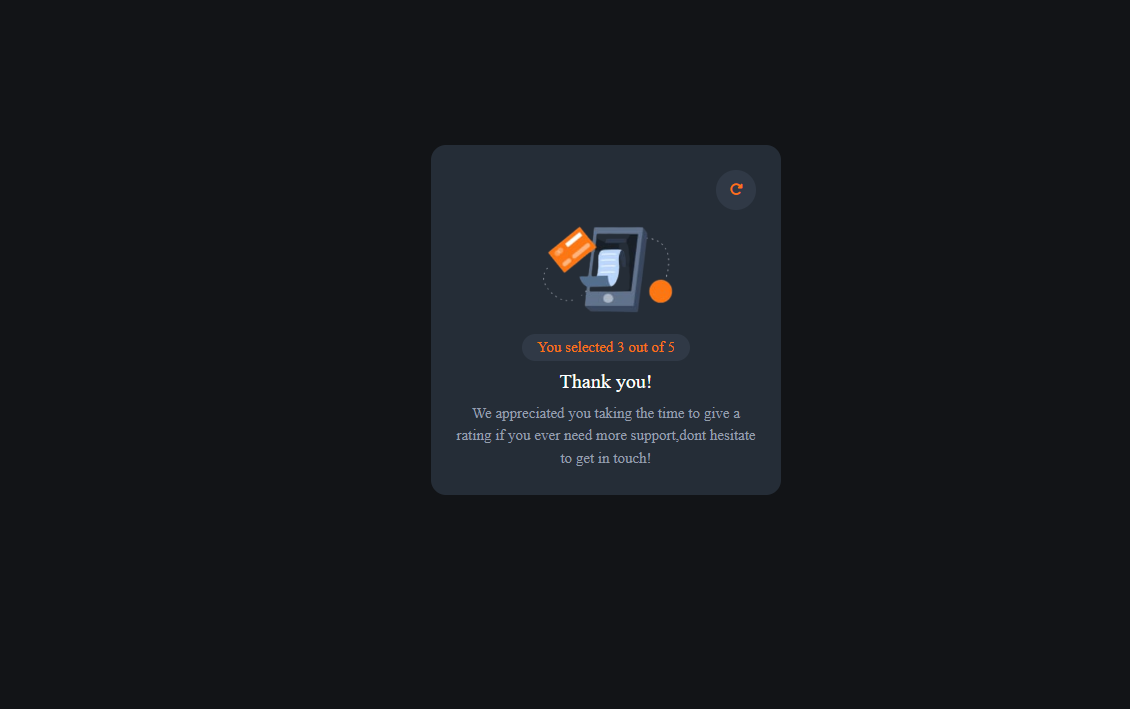 You selected 3 out of 5
Thank you!
We appreciated you taking the time to give a
rating if you ever need more support,dont hesitate
to get in touch!